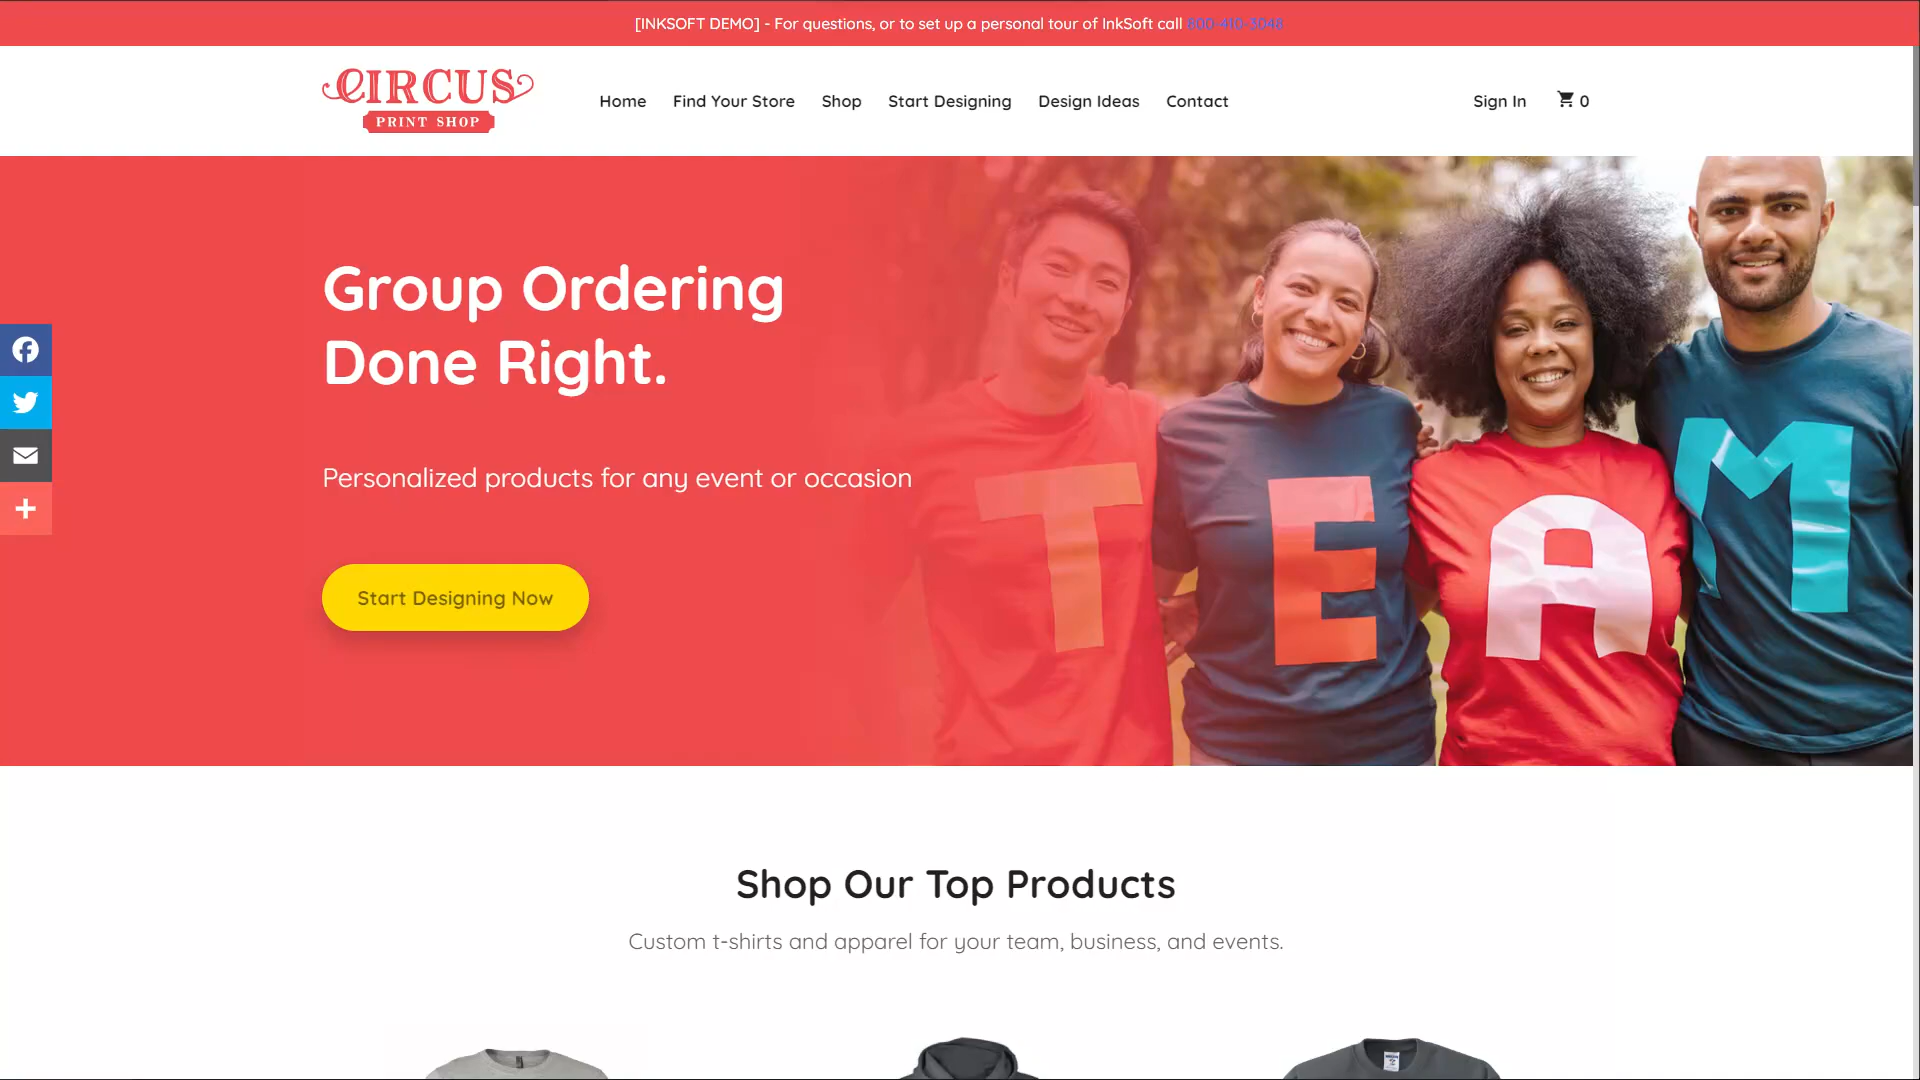 [INKSOFT DEMO] - For questions, or to set up a personal tour of InkSoft call 800-410-3048
CIRCUS
PRINT SHOP
Home Find Your Store Shop Start Designing Design Ideas Contact Sign In 0
Group Ordering
Done Right.
Personalized products for any event or occasion
Start Designing Now
T E A M
Shop Our Top Products
Custom t-shirts and apparel for your team, business, and events.